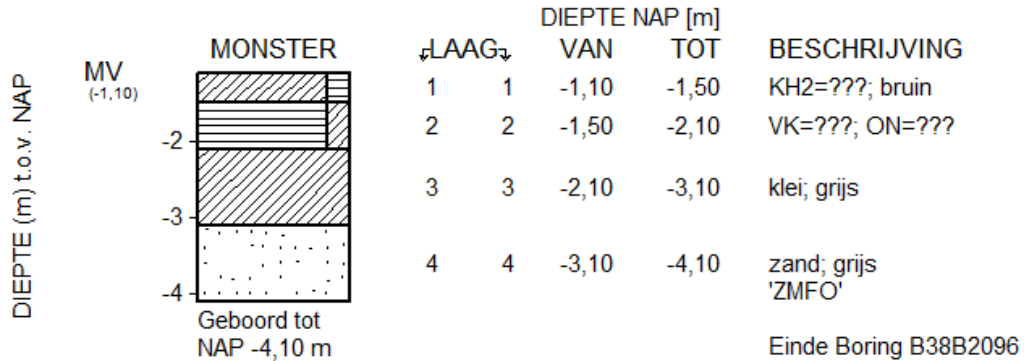 DIEPTE NAP [m]
MONSTER LAAG VAN TOT BESCHRIJVING
MV
(-1,10)
1 1 -1,10 -1,50 KH2=???; bruin
2 2 -1,50 -2,10 VK=???; ON=???
-2
3 3 -2,10 -3,10 klei; grijs
-3
4 4 -3,10 -4,10 zand; grijs
'ZMFO'
-4
DIEPTE (m) t.o.v. NAP
Geboord tot
NAP -4,10 m
Einde Boring B38B2096